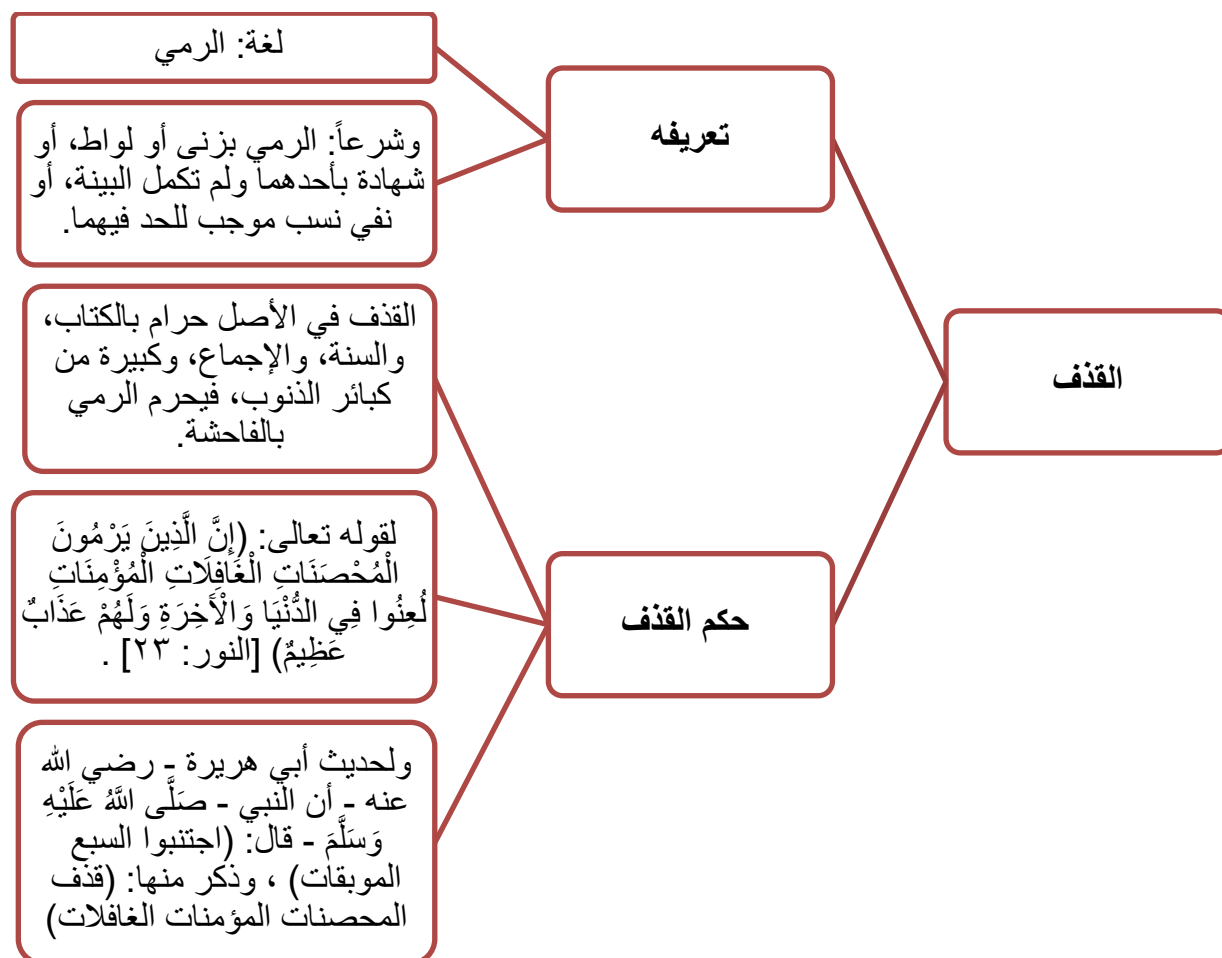 القذف
تعريفه
لغة: الرمي
وشرعاً: الرمي بزنى أو لواط، أو
شهادة بأحدهما ولم تكمل البينة، أو
نفي نسب موجب للحد فيهما.
حكم القذف
القذف في الأصل حرام بالكتاب،
والسنة، والإجماع، وكبيرة من
كبائر الذنوب، فيحرم الرمي
بالفاحشة.
لقوله تعالى: (إِنَّ الَّذِينَ يَرْمُونَ
الْمُحْصَنَاتِ الْغَافِلَاتِ الْمُؤْمِنَاتِ
لُعِنُوا فِي الدُّنْيَا وَالْآخِرَةِ وَلَهُمْ عَذَابٌ
عَظِيمٌ) [النور: ٢٣] .
ولحديث أبي هريرة - رضي الله
عنه - أن النبي - صَلَّى اللَّهُ عَلَيْهِ
وَسَلَّمَ - قال: (اجتنبوا السبع
الموبقات) ، وذكر منها: (قذف
المحصنات المؤمنات الغافلات)